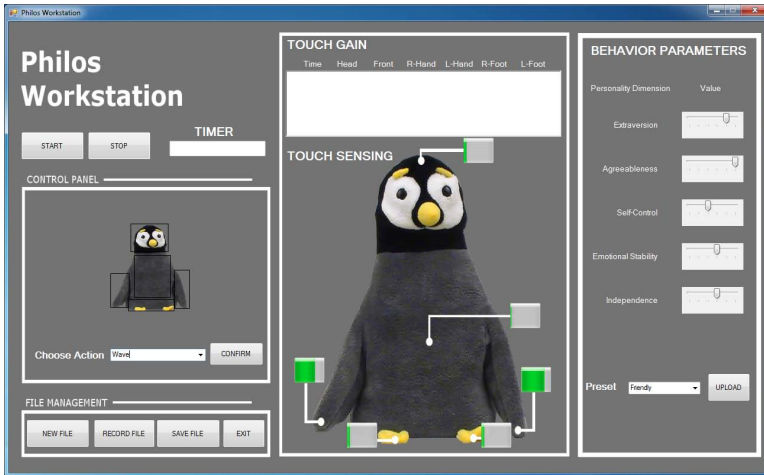 Philos Workstation
Philos
Workstation
START
STOP
TIMER
CONTROL PANEL
Choose Action
Wave
CONFIRM
FILE MANAGEMENT
NEW FILE
RECORD FILE
SAVE FILE
EXIT
TOUCH GAIN
Time Head Front R-Hand L-Hand R-Foot L-Foot
TOUCH SENSING
BEHAVIOR PARAMETERS
Personality Dimension Value
Extraversion
Agreeableness
Self-Control
Emotional Stability
Independence
Preset
Friendly
UPLOAD